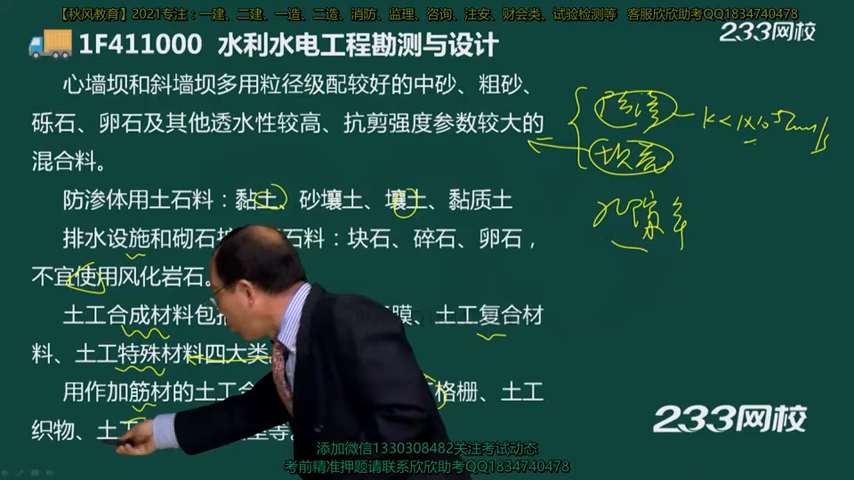 【秋风教育】2021专注：一建、二建、一造、二造、消防、监理、咨询、注安、财会类、试验检测等 客服欣欣助考QQ1834740478
233网校
1F411000 水利水电工程勘测与设计
心墙坝和斜墙坝多用粒径级配较好的中砂、粗砂、
砾石、卵石及其他透水性较高、抗剪强度参数较大的
混合料。
防渗体用土石料：黏土、砂壤土、壤土、黏质土
排水设施和砌石护 石料：块石、碎石、卵石，
不宜使用风化岩石。
土工合成材料包括 膜、土工复合材
料、土工特殊材料四大类
用作加筋材的土工合 格栅、土工
织物、土工 等。
233网校
添加微信1330308482关注考试动态
考前精准押题请联系欣欣助考QQ1834740478